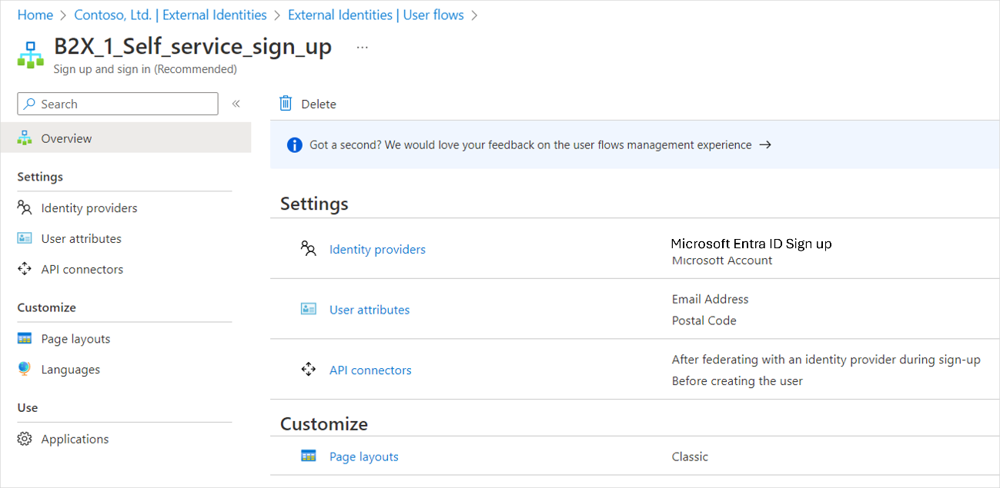 Home > Contoso, Ltd. | External Identities > External Identities | User flows >
B2X_1_Self_service_sign_up ...
Sign up and sign in (Recommended)
Search «
Delete
Overview
Got a second? We would love your feedback on the user flows management experience →
Settings
Identity providers
User attributes
API connectors
Customize
Page layouts
Languages
Use
Applications
Settings
Identity providers
Microsoft Entra ID Sign up
Microsoft Account
User attributes
Email Address
Postal Code
API connectors
After federating with an identity provider during sign-up
Before creating the user
Customize
Page layouts
Classic